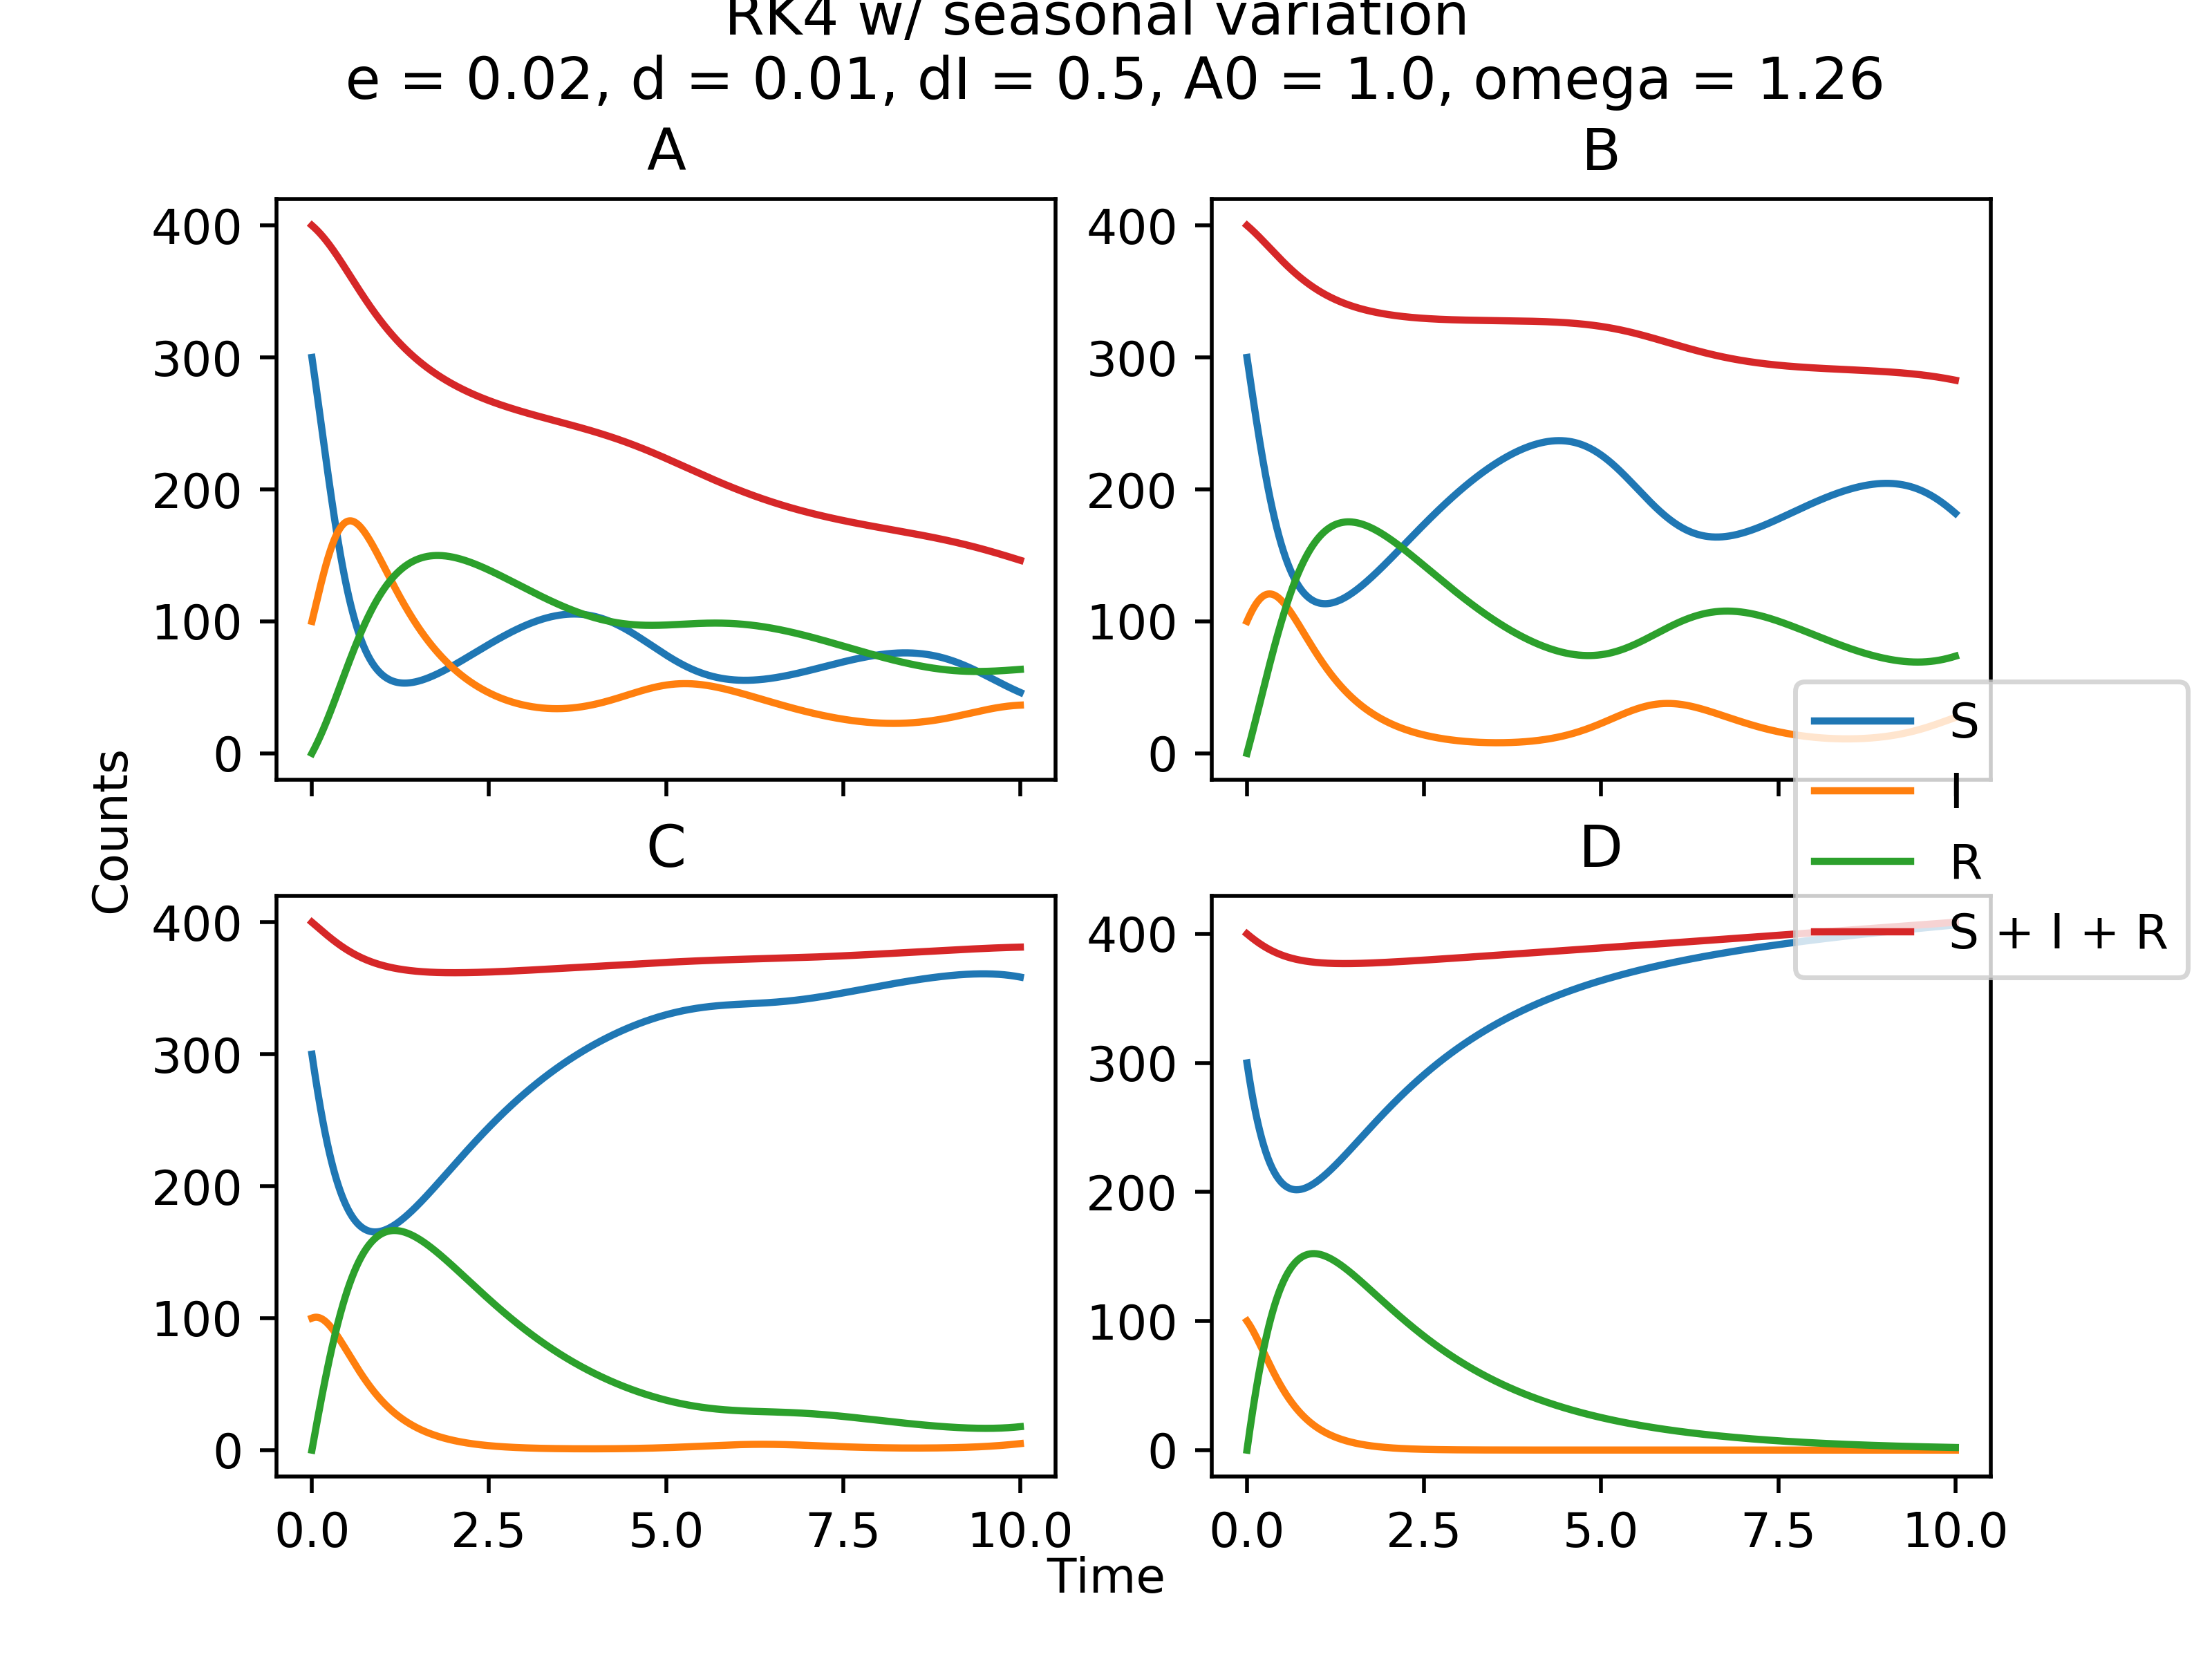 RK4 w/ seasonal variation
e = 0.02, d = 0.01, dI = 0.5, A0 = 1.0, omega = 1.26
A
B
400
300
200
100
0
400
300
200
100
0
Counts
S
I
R
S + I + R
C
D
400
300
200
100
0
400
300
200
100
0
0.0 2.5 5.0 7.5 10.0
0.0 2.5 5.0 7.5 10.0
Time